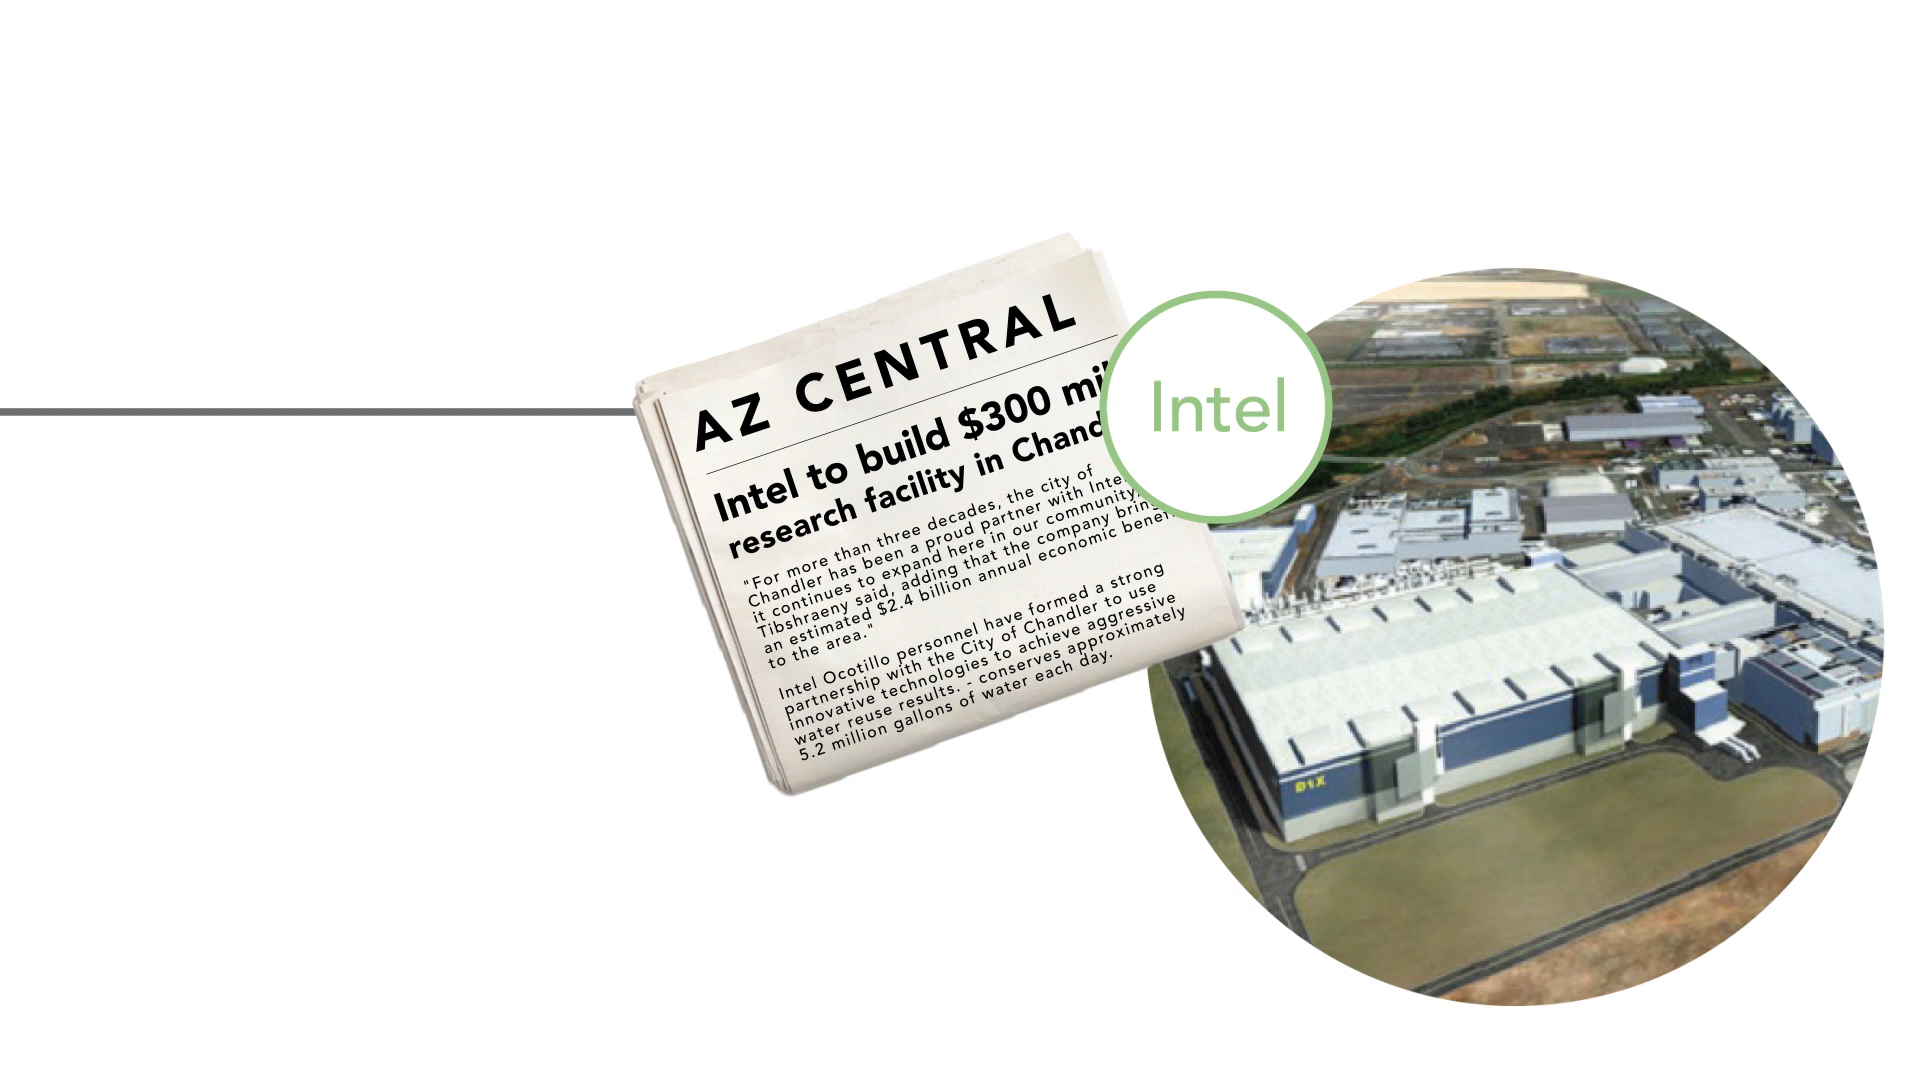 AZ CENTRAL
Intel to build $300 mil
research facility in Chand
"For more than three decades, the city of
Chandler has been a proud partner with Inte
it continues to expand here in our community,
Tibshraeny said, adding that the company brin
an estimated $2.4 billion annual economic benef
to the area."
Intel Ocotillo personnel have formed a strong
partnership with the City of Chandler to use
innovative technologies to achieve aggressive
water reuse results. - conserves approximately
5.2 million gallons of water each day.
Intel
D1X